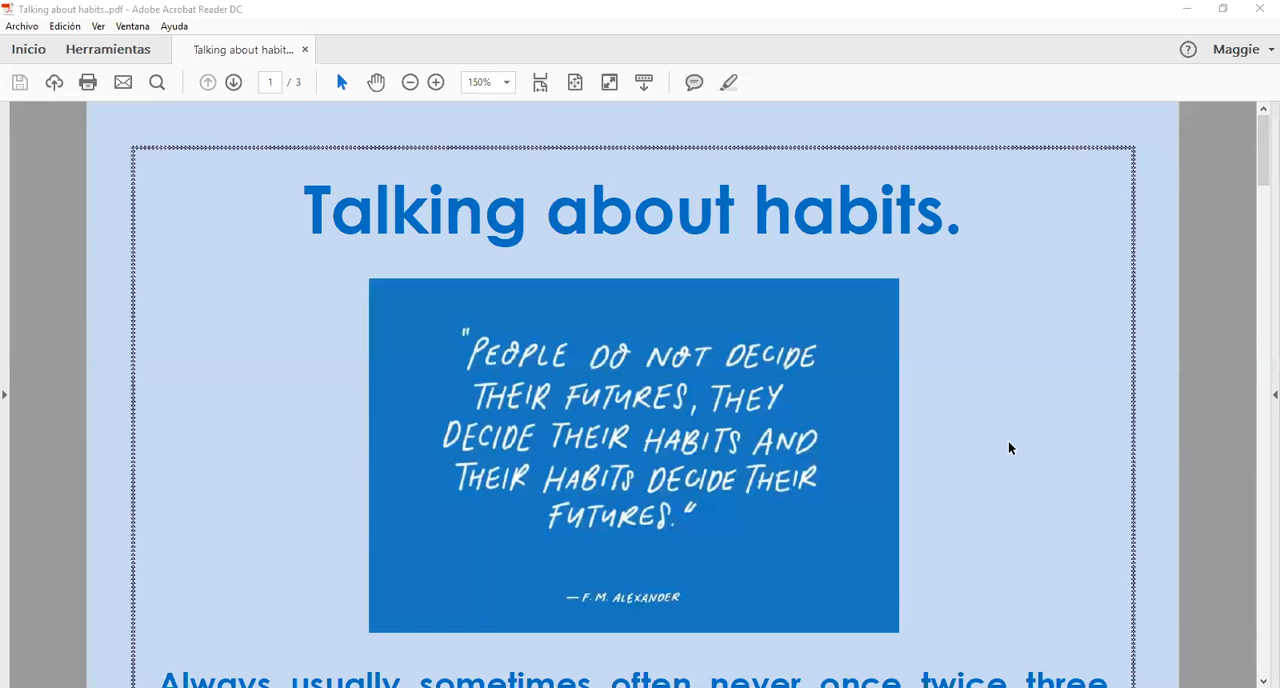 Talking about habits..pdf - Adobe Acrobat Reader DC
Archivo Edición Ver Ventana Ayuda
Inicio Herramientas Talking about habit... × ? Maggie
1 / 3 150%
Talking about habits.
"PEOPLE DO NOT DECIDE
THEIR FUTURES, THEY
DECIDE THEIR HABITS AND
THEIR HABITS DECIDE THEIR
FUTURES."
— F. M. ALEXANDER
Always usually sometimes often never once twice three